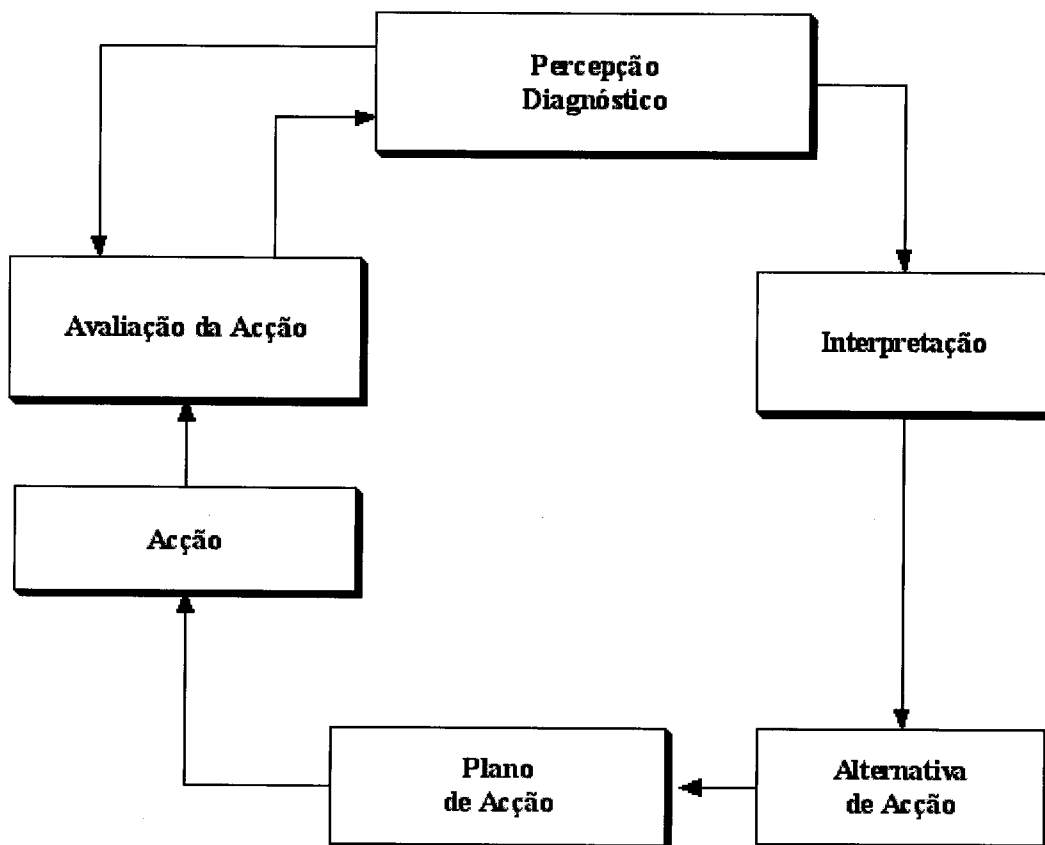 Percepção
Diagnóstico
Avaliação da Acção
Interpretação
Acção
Plano
de Acção
Alternativa
de Acção